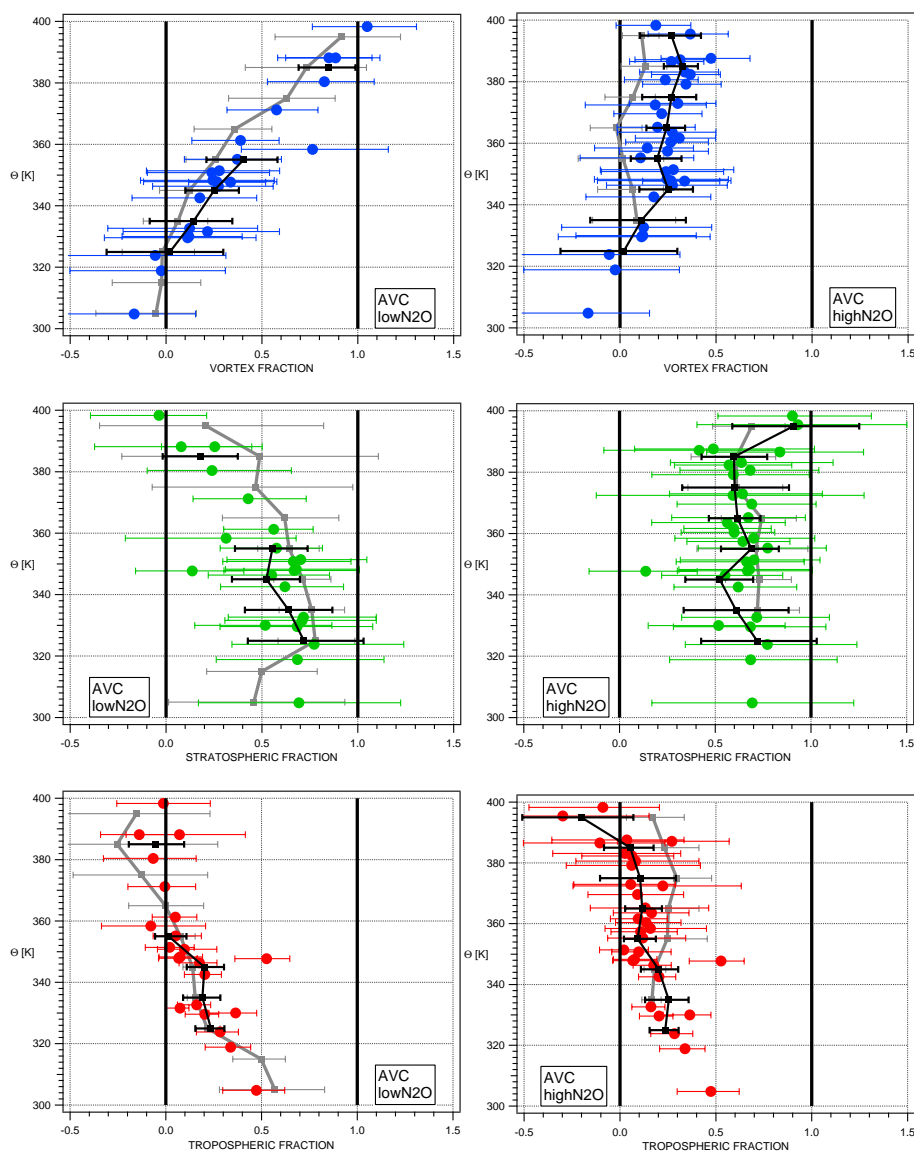 400
380
Θ [K]
360
340
320
300
AVC
lowN2O
-0.5
0.0
0.5
1.0
1.5
VORTEX FRACTION
400
380
Θ [K]
360
340
320
300
AVC
highN2O
-0.5
0.0
0.5
1.0
1.5
VORTEX FRACTION
400
380
Θ [K]
360
340
320
300
AVC
lowN2O
-0.5
0.0
0.5
1.0
1.5
STRATOSPHERIC FRACTION
400
380
Θ [K]
360
340
320
300
AVC
highN2O
-0.5
0.0
0.5
1.0
1.5
STRATOSPHERIC FRACTION
400
380
Θ [K]
360
340
320
300
AVC
lowN2O
-0.5
0.0
0.5
1.0
1.5
TROPOSPHERIC FRACTION
400
380
Θ [K]
360
340
320
300
AVC
highN2O
-0.5
0.0
0.5
1.0
1.5
TROPOSPHERIC FRACTION